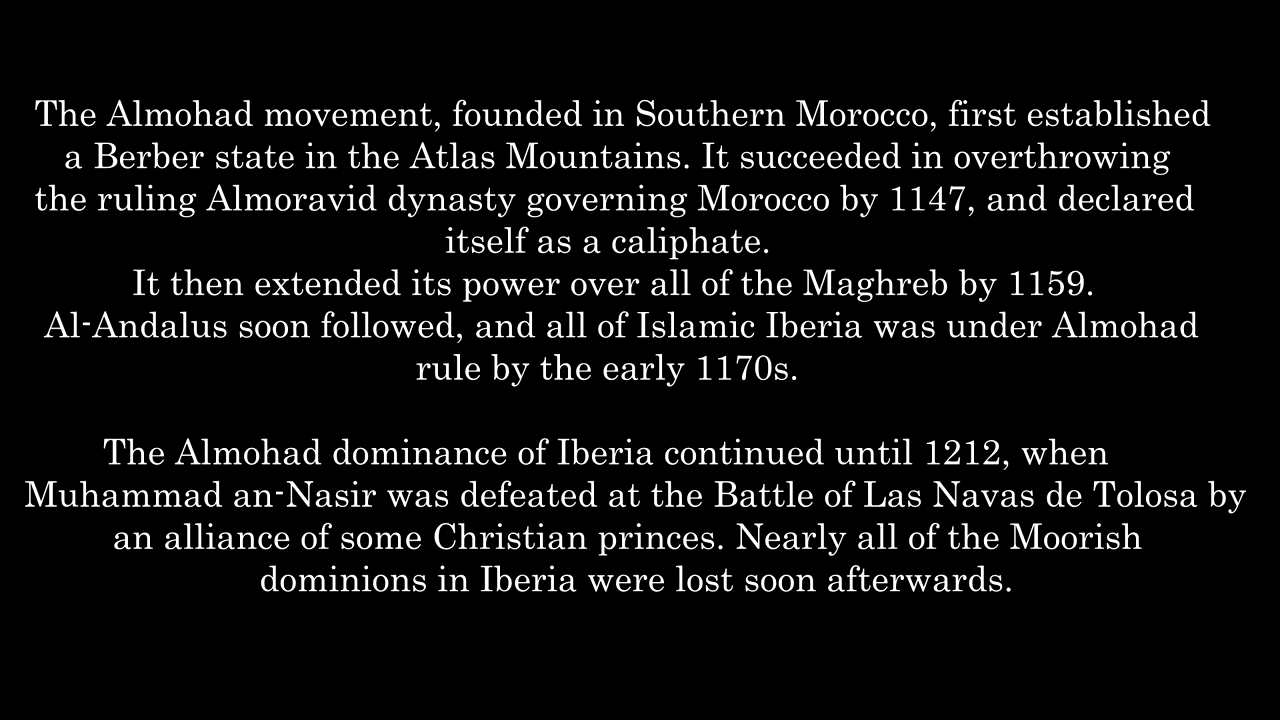 The Almohad movement, founded in Southern Morocco, first established
a Berber state in the Atlas Mountains. It succeeded in overthrowing
the ruling Almoravid dynasty governing Morocco by 1147, and declared
itself as a caliphate.
It then extended its power over all of the Maghreb by 1159.
Al-Andalus soon followed, and all of Islamic Iberia was under Almohad
rule by the early 1170s.
The Almohad dominance of Iberia continued until 1212, when
Muhammad an-Nasir was defeated at the Battle of Las Navas de Tolosa by
an alliance of some Christian princes. Nearly all of the Moorish
dominions in Iberia were lost soon afterwards.